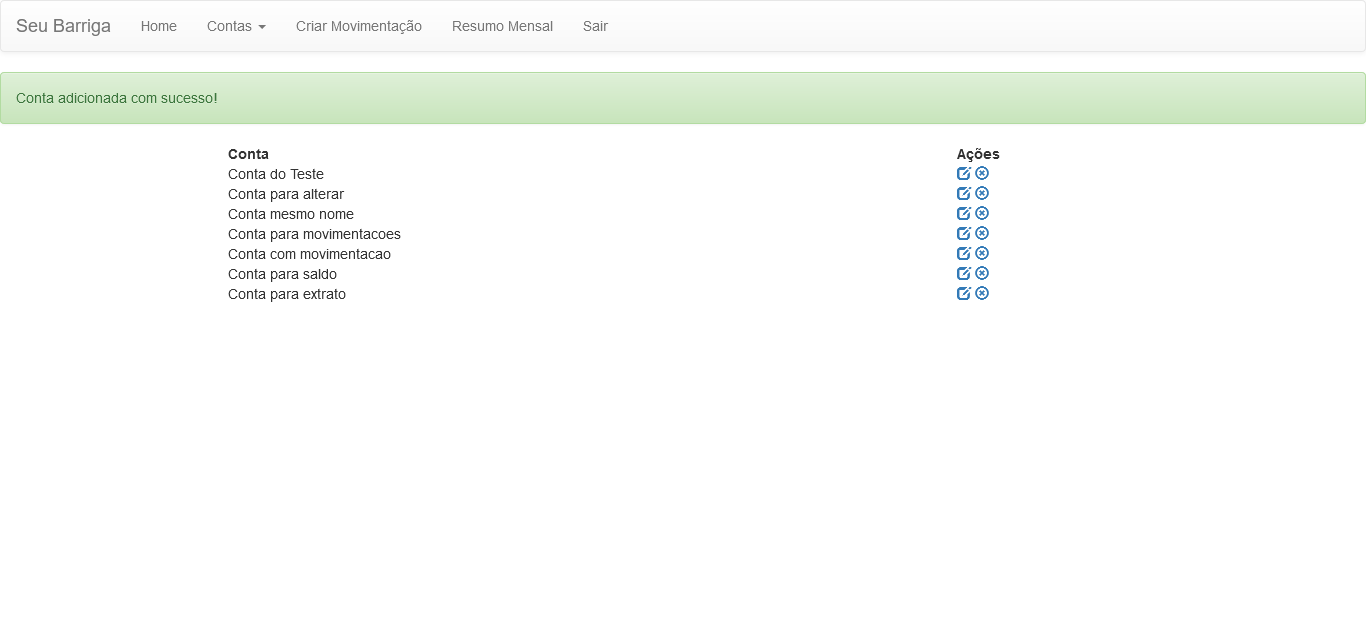 Seu Barriga Home Contas Criar Movimentação Resumo Mensal Sair
Conta adicionada com sucesso!
Conta Ações
Conta do Teste
Conta para alterar
Conta mesmo nome
Conta para movimentacoes
Conta com movimentacao
Conta para saldo
Conta para extrato